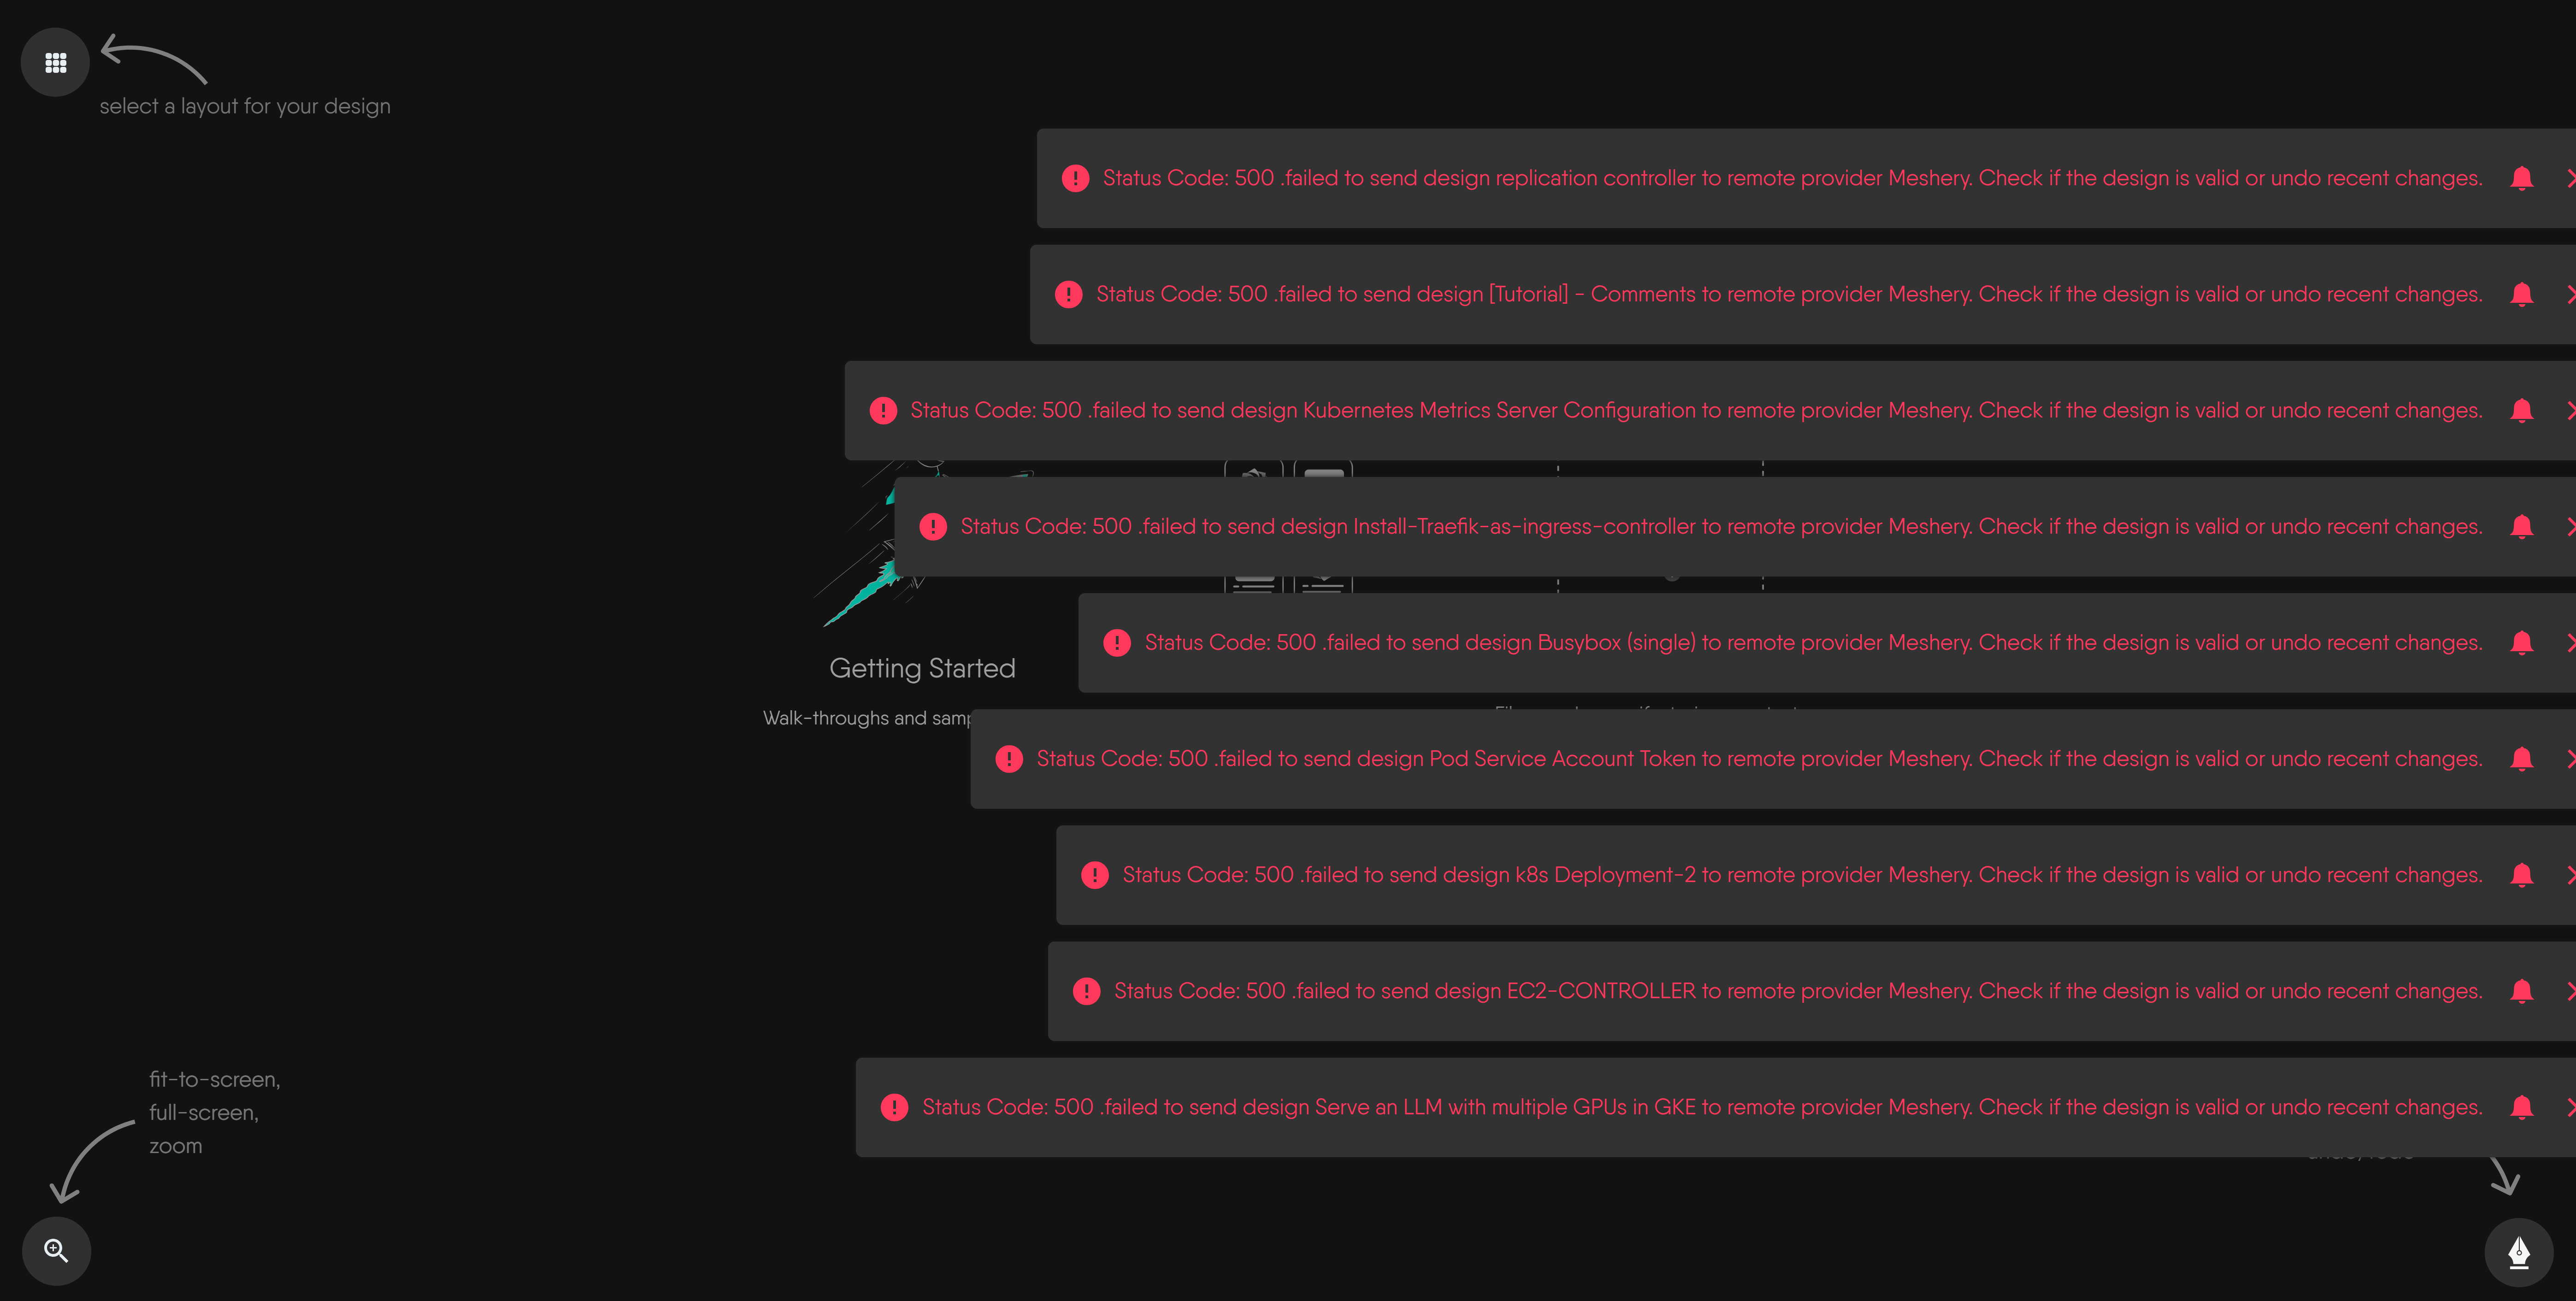 select a layout for your design
Status Code: 500 .failed to send design replication controller to remote provider Meshery. Check if the design is valid or undo recent changes.
Status Code: 500 .failed to send design [Tutorial] - Comments to remote provider Meshery. Check if the design is valid or undo recent changes.
Status Code: 500 .failed to send design Kubernetes Metrics Server Configuration to remote provider Meshery. Check if the design is valid or undo recent changes.
Status Code: 500 .failed to send design Install-Traefik-as-ingress-controller to remote provider Meshery. Check if the design is valid or undo recent changes.
Status Code: 500 .failed to send design Busybox (single) to remote provider Meshery. Check if the design is valid or undo recent changes.
Getting Started
Walk-throughs and
Status Code: 500 .failed to send design Pod Service Account Token to remote provider Meshery. Check if the design is valid or undo recent changes.
Status Code: 500 .failed to send design k8s Deployment-2 to remote provider Meshery. Check if the design is valid or undo recent changes.
Status Code: 500 .failed to send design EC2-CONTROLLER to remote provider Meshery. Check if the design is valid or undo recent changes.
Status Code: 500 .failed to send design Serve an LLM with multiple GPUs in GKE to remote provider Meshery. Check if the design is valid or undo recent changes.
fit-to-screen,
full-screen,
zoom